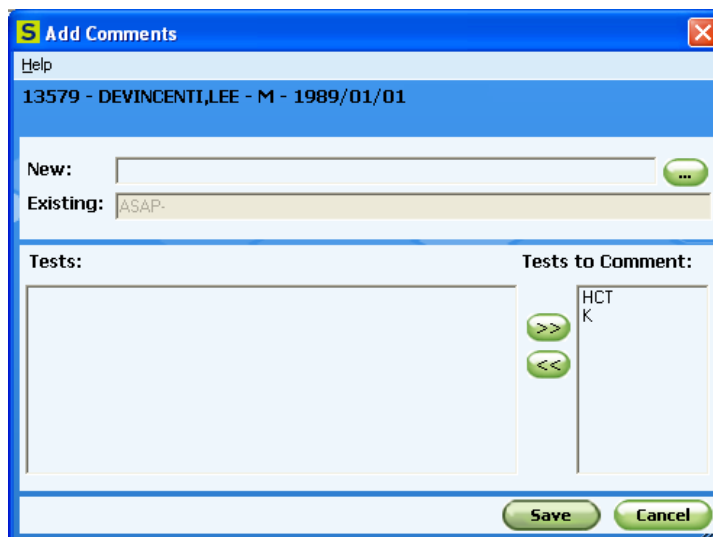 S Add Comments
Help
13579 - DEVINCENTI,LEE - M - 1989/01/01
New: ...
Existing: ASAP-
Tests: Tests to Comment:
HCT
>> K
<<
Save Cancel